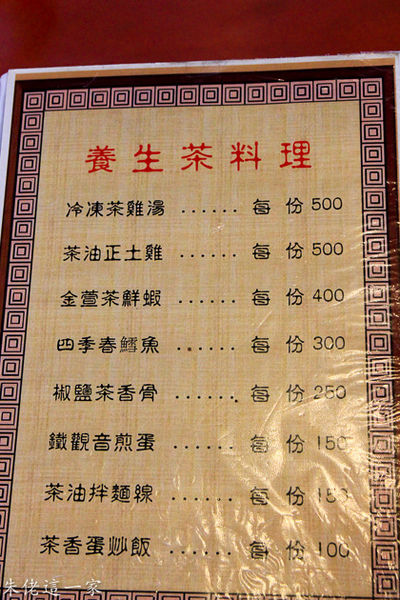 養生茶料理
冷凍茶雞湯 ...... 每 份 500
茶油正土雞 ...... 每 份 500
金萱茶鮮蝦 ...... 每 份 400
四季春鱈魚 ...... 每 份 300
椒鹽茶香骨 ...... 每 份 250
鐵觀音煎蛋 ...... 每 份 150
茶油拌麵線 ...... 每 份 150
茶香蛋炒飯 ...... 每 份 100
朱佬這一家